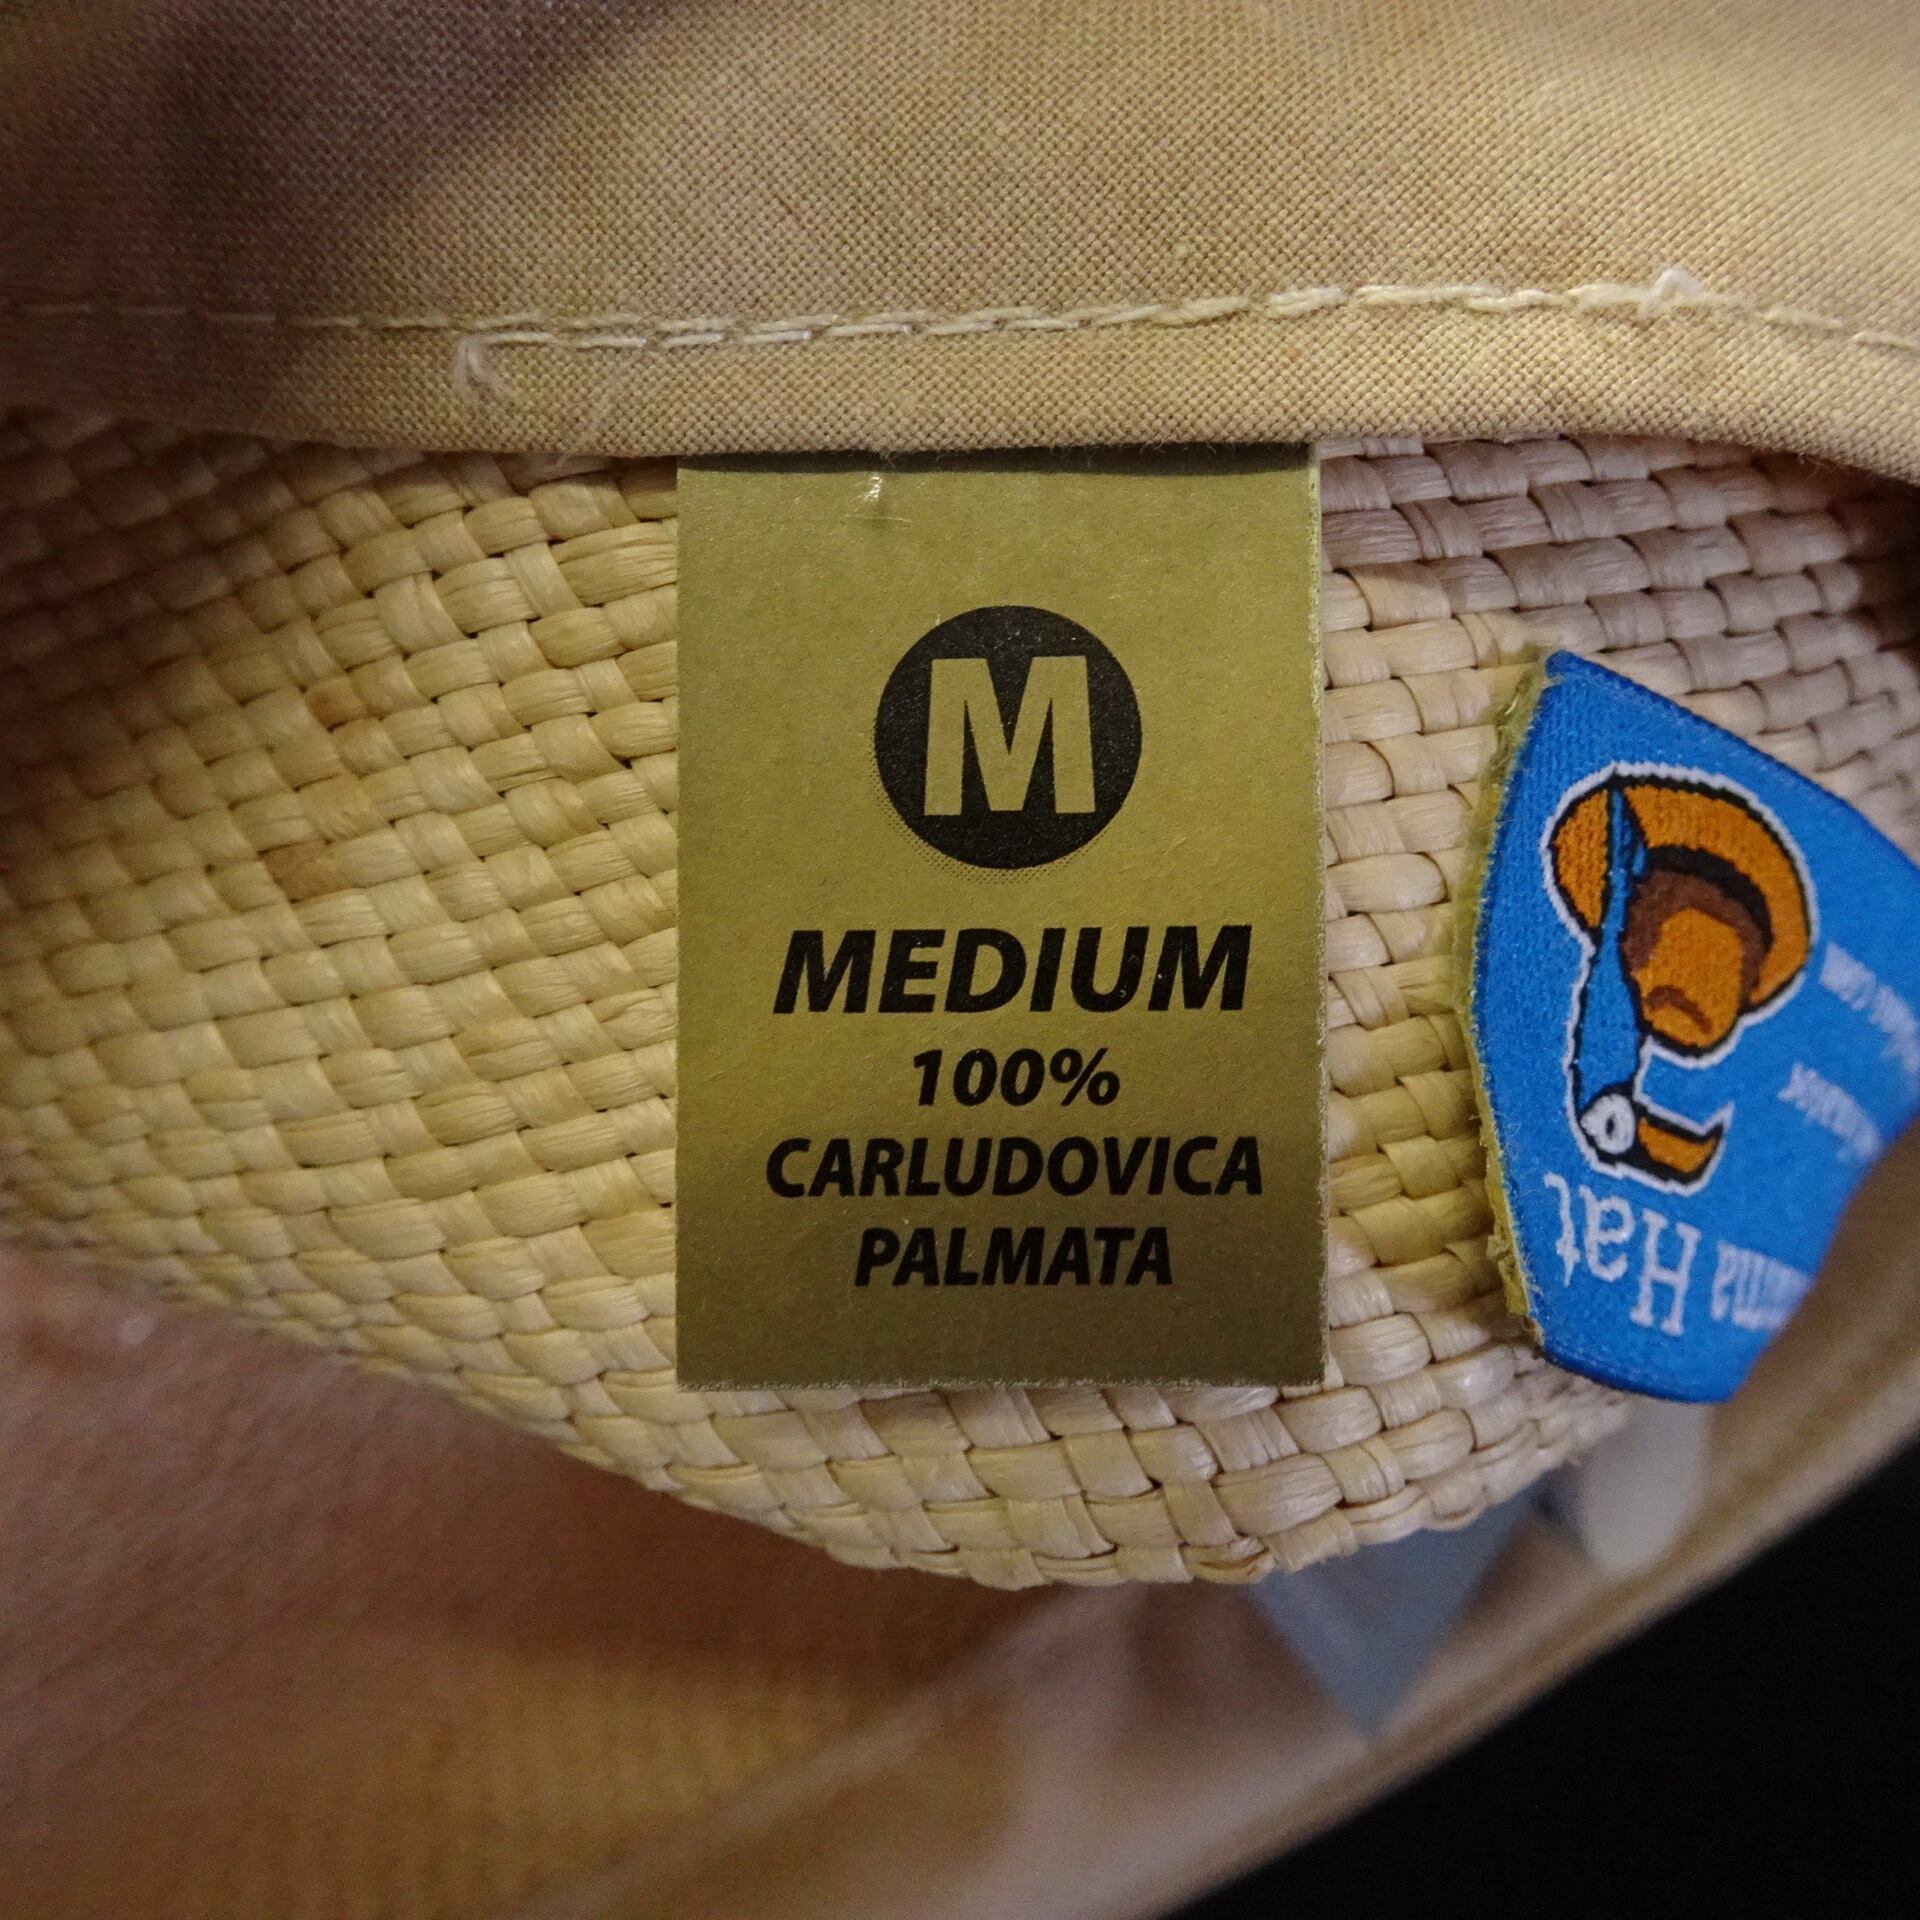 M
MEDIUM
100%
CARLUDOVICA
PALMATA
Hat